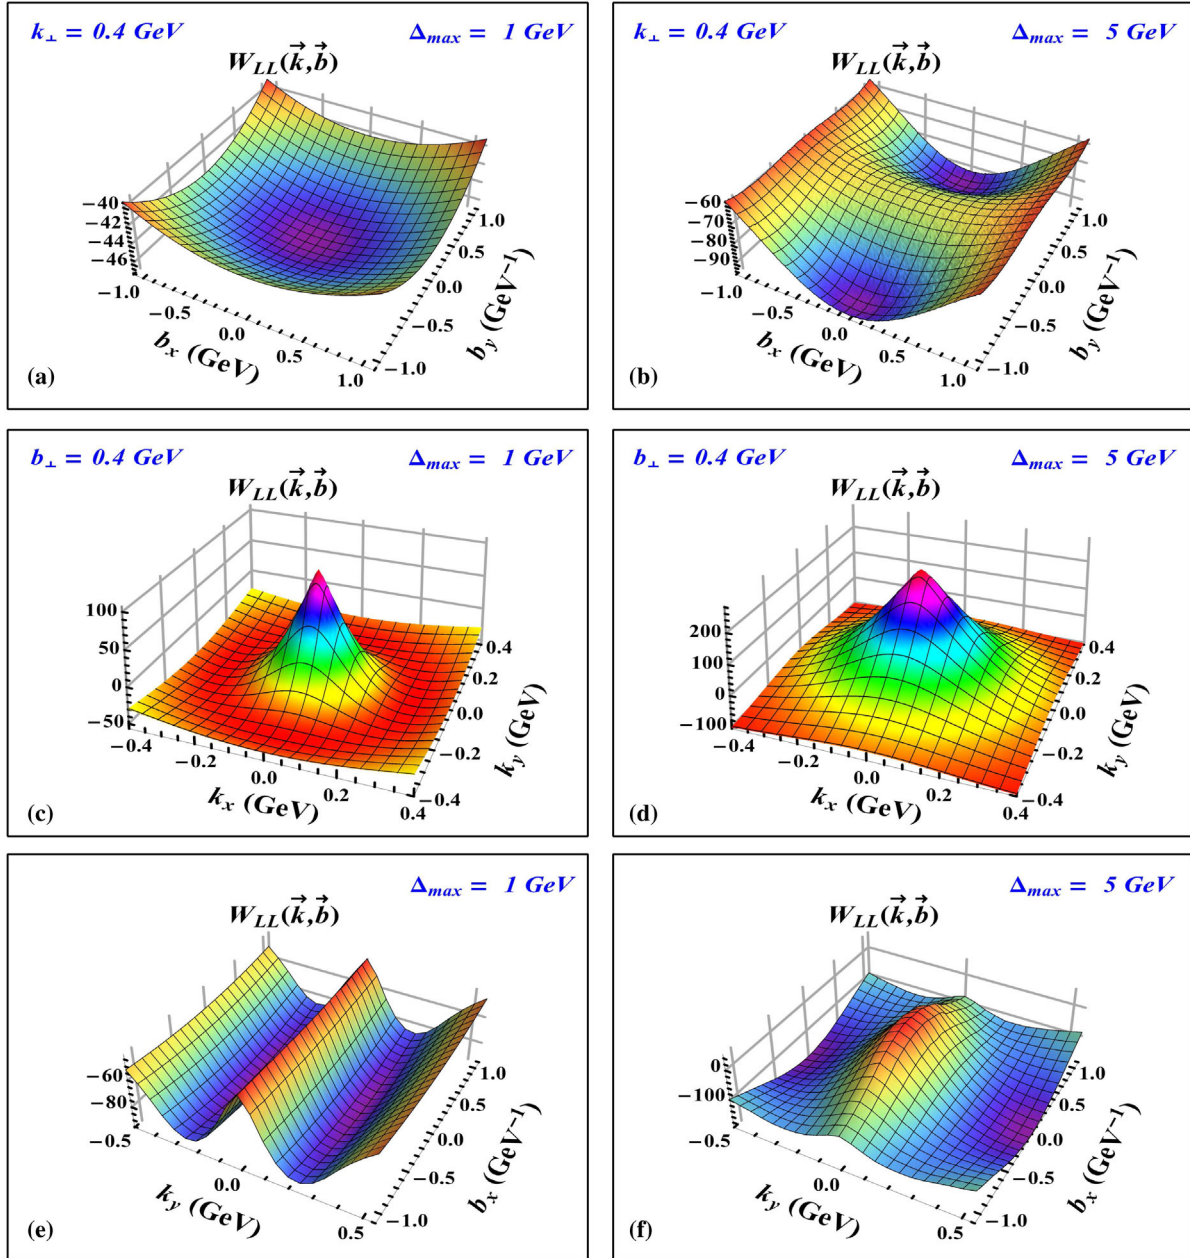 k⊥ = 0.4 GeV
Δmax = 1 GeV
WLL(k⃗,b⃗)
−40
−42
−44
−46
−1.0
−0.5
0.0
0.5
1.0
bx (GeV)
1.0
0.5
0.0
−0.5
−1.0
by (GeV−1)
(a)
k⊥ = 0.4 GeV
Δmax = 5 GeV
WLL(k⃗,b⃗)
−60
−70
−80
−90
−1.0
−0.5
0.0
0.5
1.0
bx (GeV)
1.0
0.5
0.0
−0.5
−1.0
by (GeV−1)
(b)
b⊥ = 0.4 GeV
Δmax = 1 GeV
WLL(k⃗,b⃗)
100
50
0
−50
−0.4
−0.2
0.0
0.2
0.4
kx (GeV)
0.4
0.2
0.0
−0.2
−0.4
ky (GeV)
(c)
b⊥ = 0.4 GeV
Δmax = 5 GeV
WLL(k⃗,b⃗)
200
100
0
−100
−0.4
−0.2
0.0
0.2
0.4
kx (GeV)
0.4
0.2
0.0
−0.2
−0.4
ky (GeV)
(d)
Δmax = 1 GeV
WLL(k⃗,b⃗)
−60
−80
−0.5
0.0
0.5
ky (GeV)
1.0
0.5
0.0
−0.5
−1.0
bx (GeV−1)
(e)
Δmax = 5 GeV
WLL(k⃗,b⃗)
0
−100
−0.5
0.0
0.5
ky (GeV)
1.0
0.5
0.0
−0.5
−1.0
bx (GeV−1)
(f)